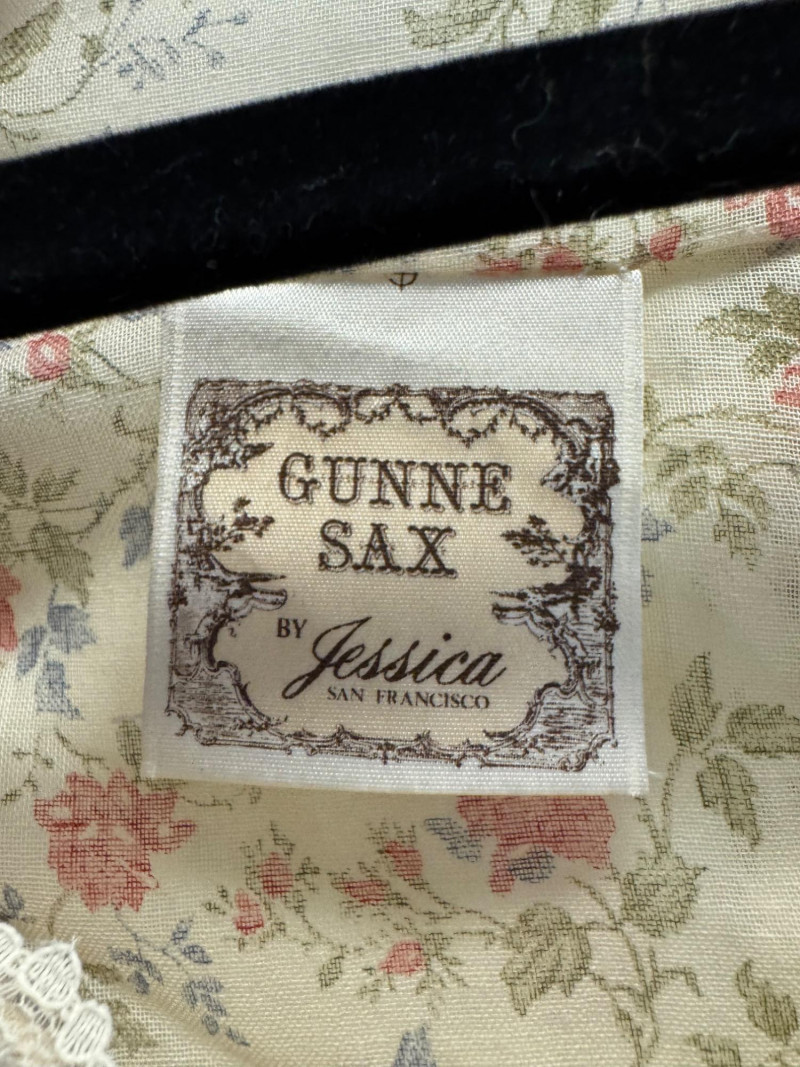 GUNNE
SAX
BY Jessica
SAN FRANCISCO